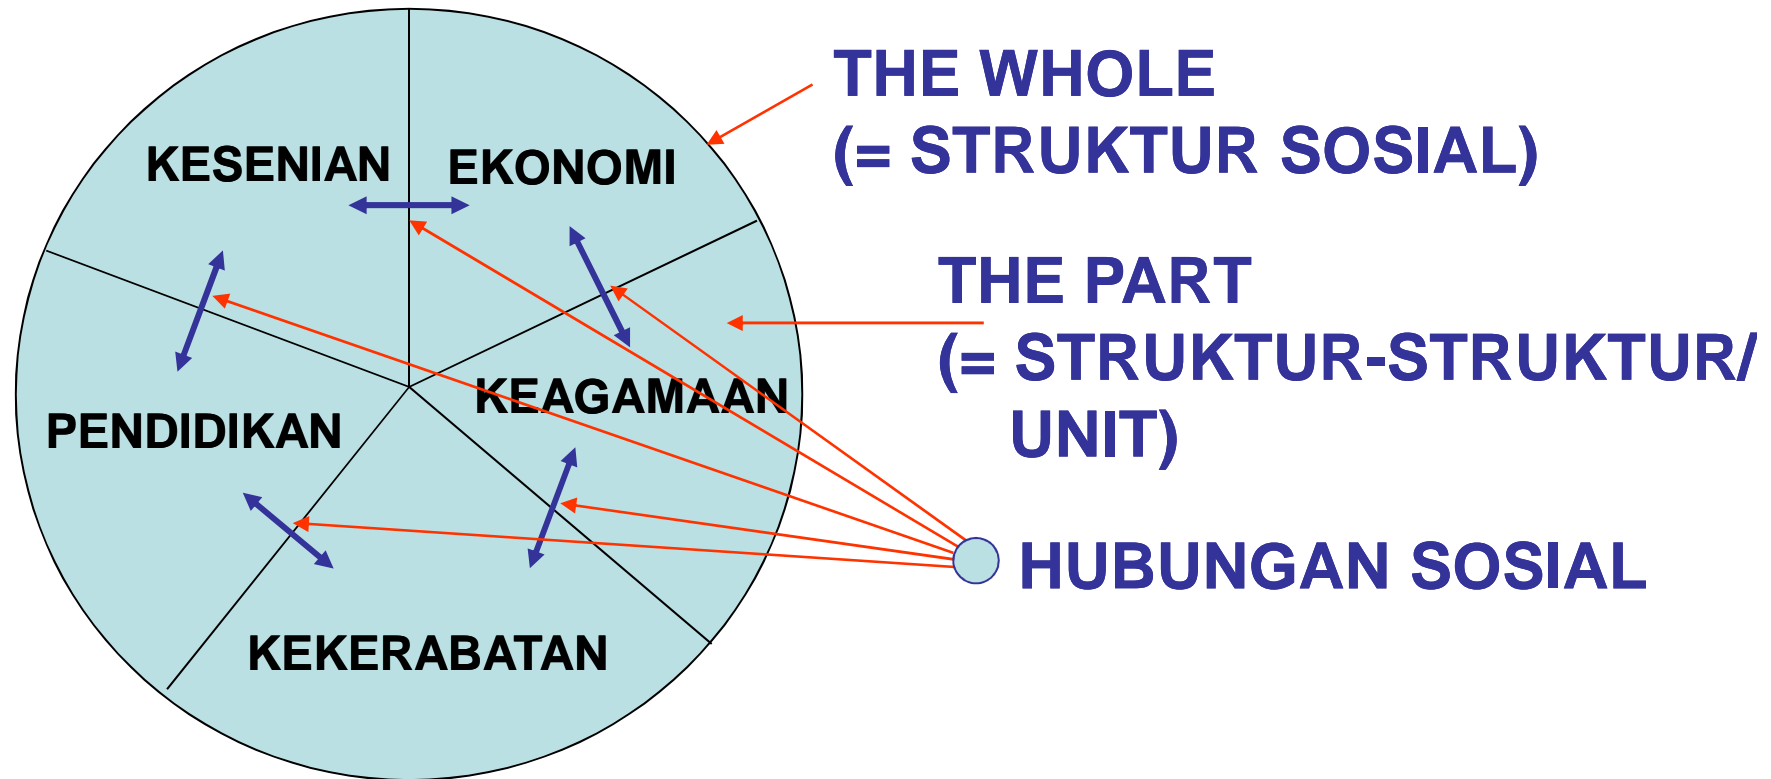 THE WHOLE
(= STRUKTUR SOSIAL)
KESENIAN
EKONOMI
THE PART
(= STRUKTUR-STRUKTUR/
UNIT)
KEAGAMAAN
PENDIDIKAN
HUBUNGAN SOSIAL
KEKERABATAN